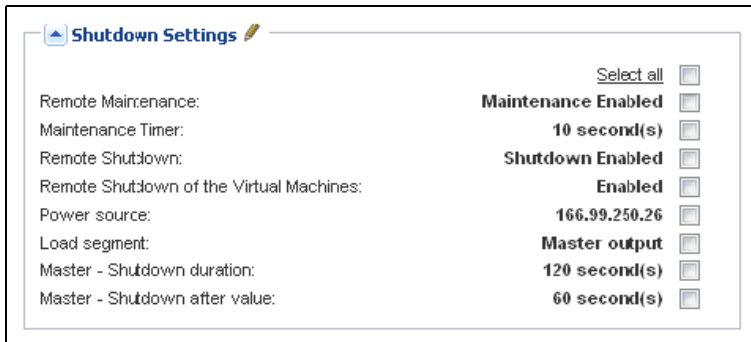 Shutdown Settings
Select all
Remote Maintenance: Maintenance Enabled
Maintenance Timer: 10 second(s)
Remote Shutdown: Shutdown Enabled
Remote Shutdown of the Virtual Machines: Enabled
Power source: 166.99.250.26
Load segment: Master output
Master - Shutdown duration: 120 second(s)
Master - Shutdown after value: 60 second(s)